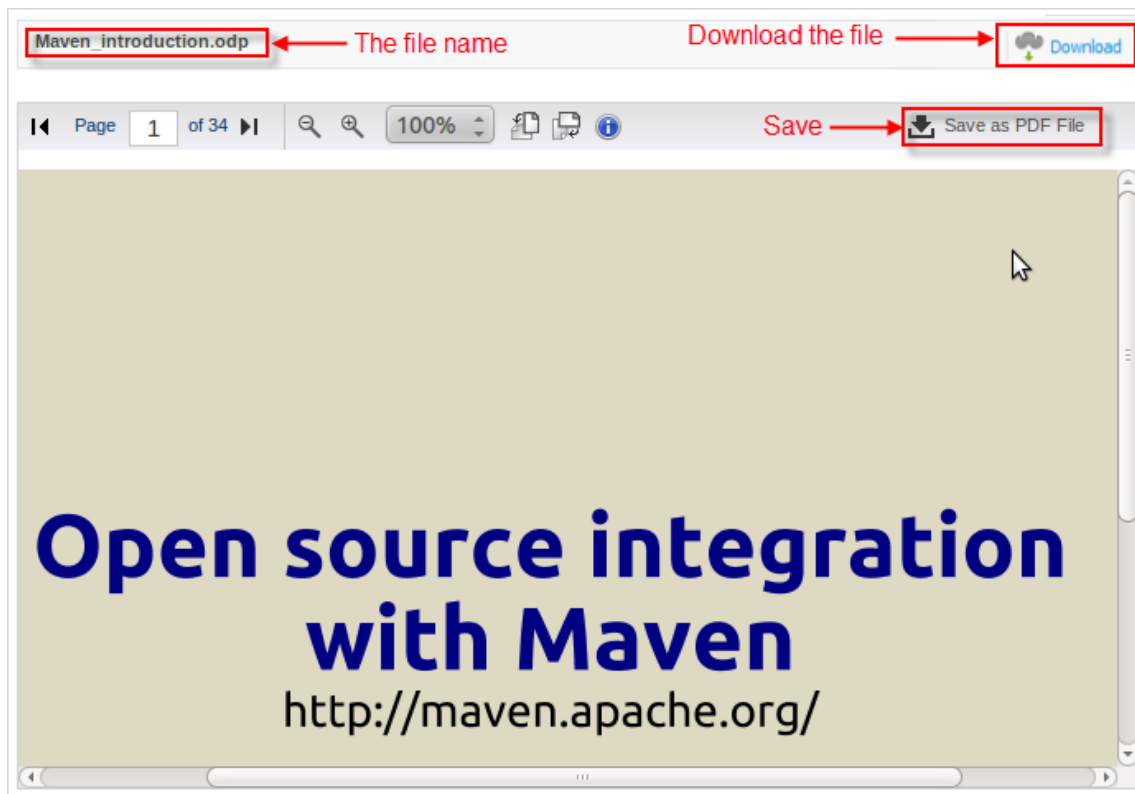 Maven_introduction.odp The file name Download the file Download
Page 1 of 34 100% Save Save as PDF File
Open source integration
with Maven
http://maven.apache.org/